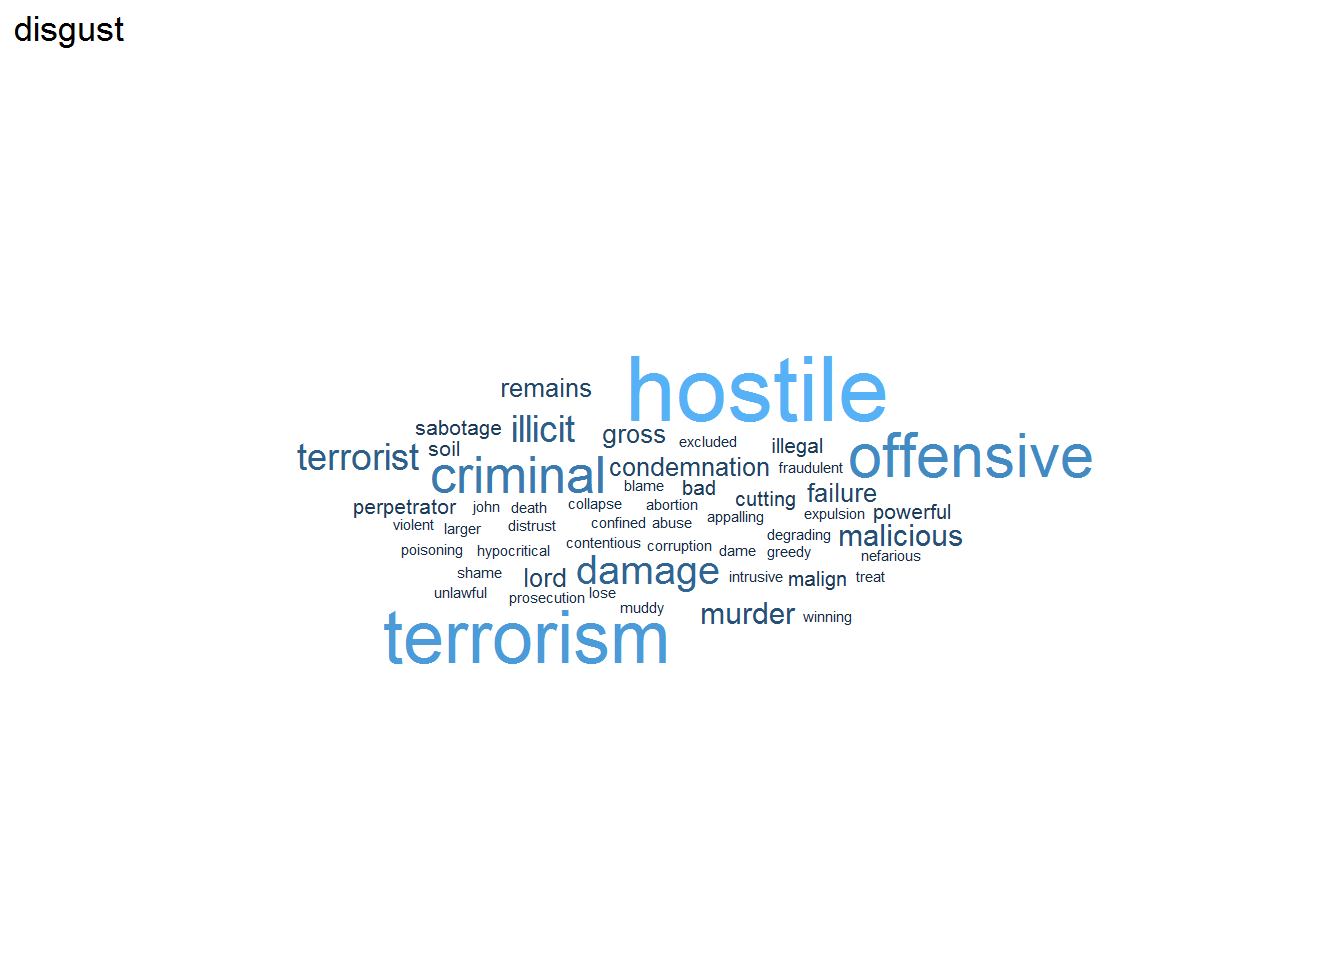 disgust
hostile
remains
sabotage illicit gross excluded illegal
terrorist soil criminal condemnation fraudulent offensive
blame bad cutting failure
perpetrator john death collapse abortion appalling expulsion powerful
violent larger distrust confined abuse degrading malicious
poisoning hypocritical contentious corruption dame greedy nefarious
shame lord damage intrusive malign treat
unlawful prosecution lose
muddy murder winning
terrorism